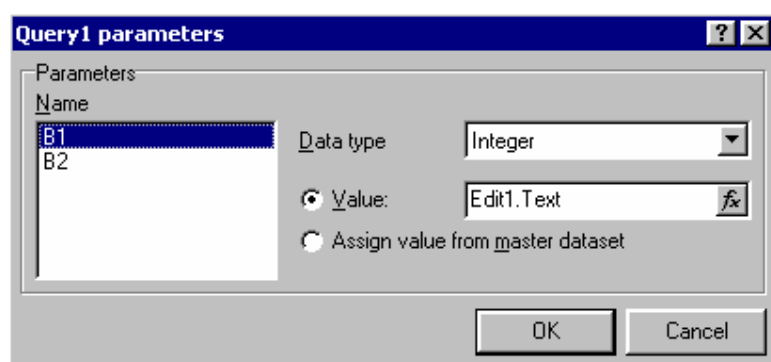 Query1 parameters
Parameters
Name
B1
B2
Data type Integer
Value: Edit1.Text fx
Assign value from master dataset
OK Cancel